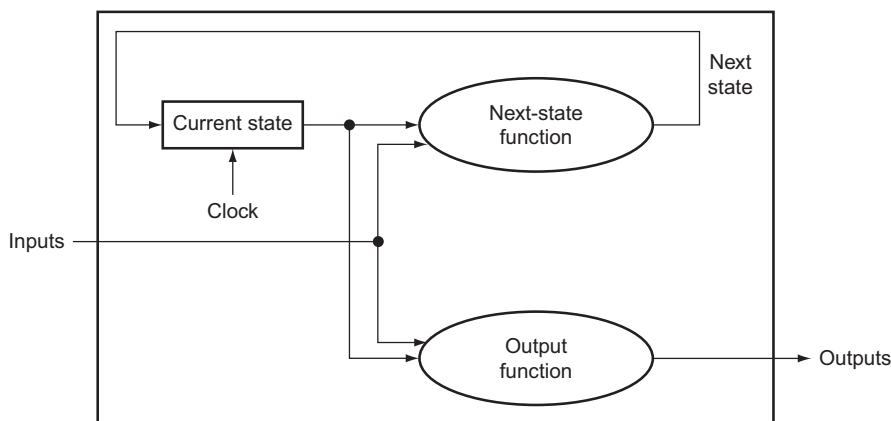 Next
state
Next-state
function
Current state
Clock
Inputs
Output
function
Outputs